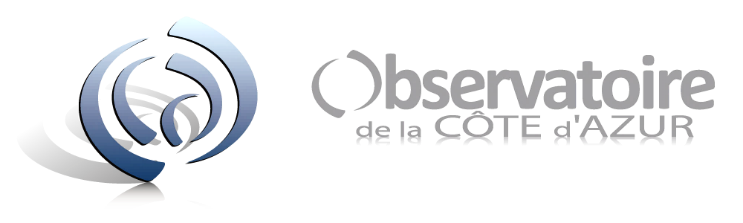 Observatoire
de la CÔTE d'AZUR